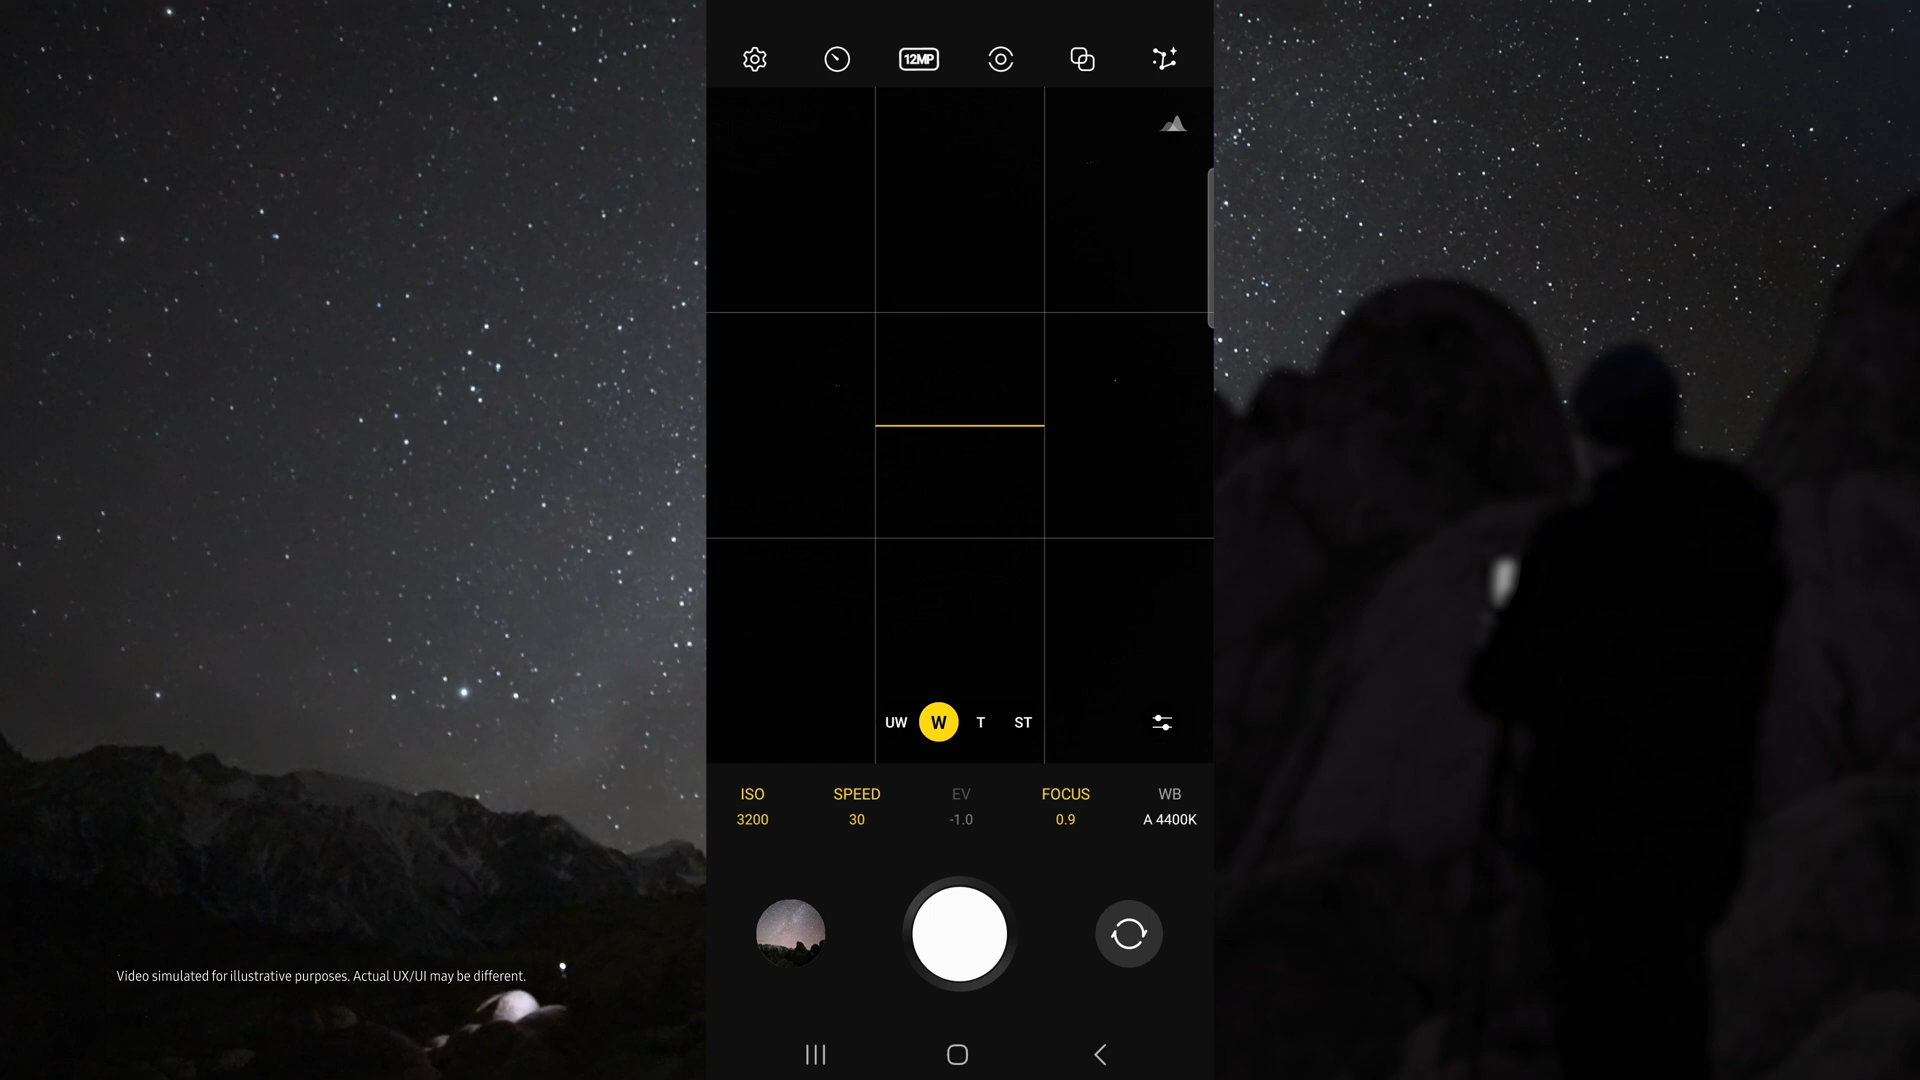 12MP
UW W T ST
ISO SPEED EV FOCUS WB
3200 30 -1.0 0.9 A 4400K
Video simulated for illustrative purposes. Actual UX/UI may be different.